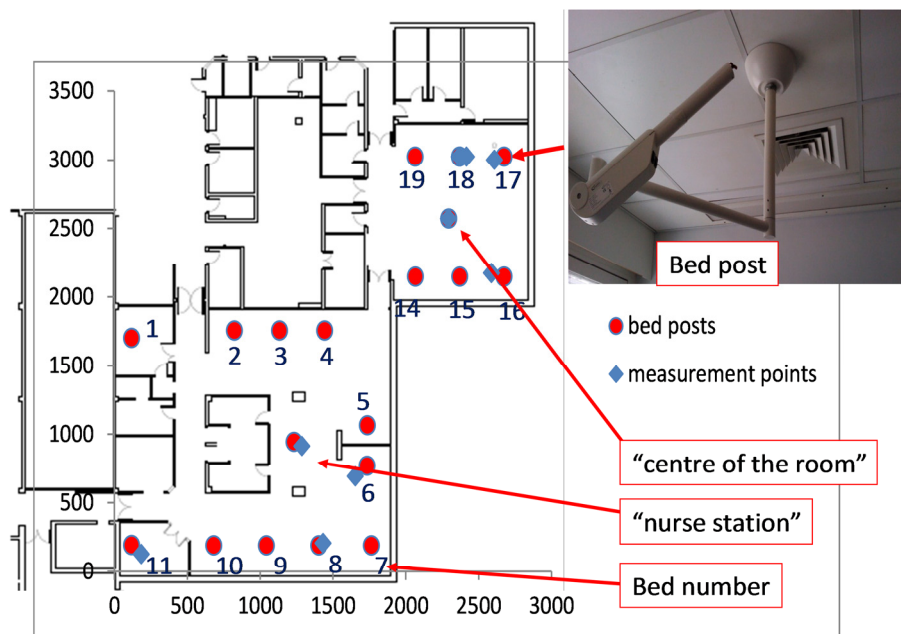 3500
3000
2500
2000
1500
1000
500
0
0 500 1000 1500 2000 2500 3000
19 18 17
14 15 16
1
2 3 4
5
6
11 10 9 8 7
Bed post
bed posts
measurement points
“centre of the room”
“nurse station”
Bed number